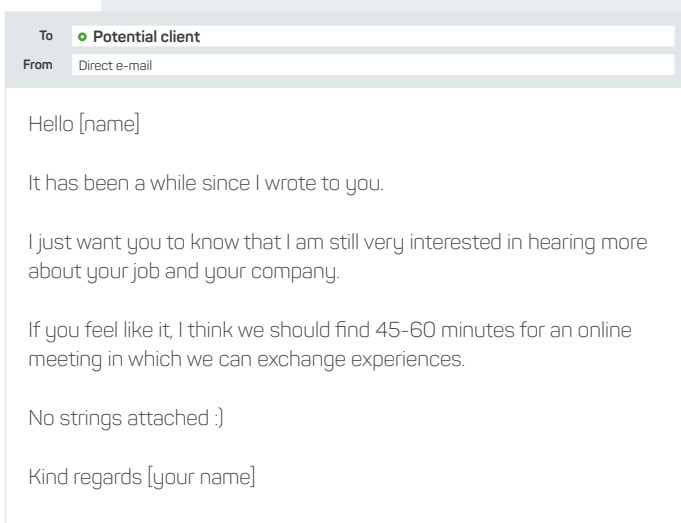 To Potential client
From Direct e-mail
Hello [name]
It has been a while since I wrote to you.
I just want you to know that I am still very interested in hearing more
about your job and your company.
If you feel like it, I think we should find 45-60 minutes for an online
meeting in which we can exchange experiences.
No strings attached :)
Kind regards [your name]